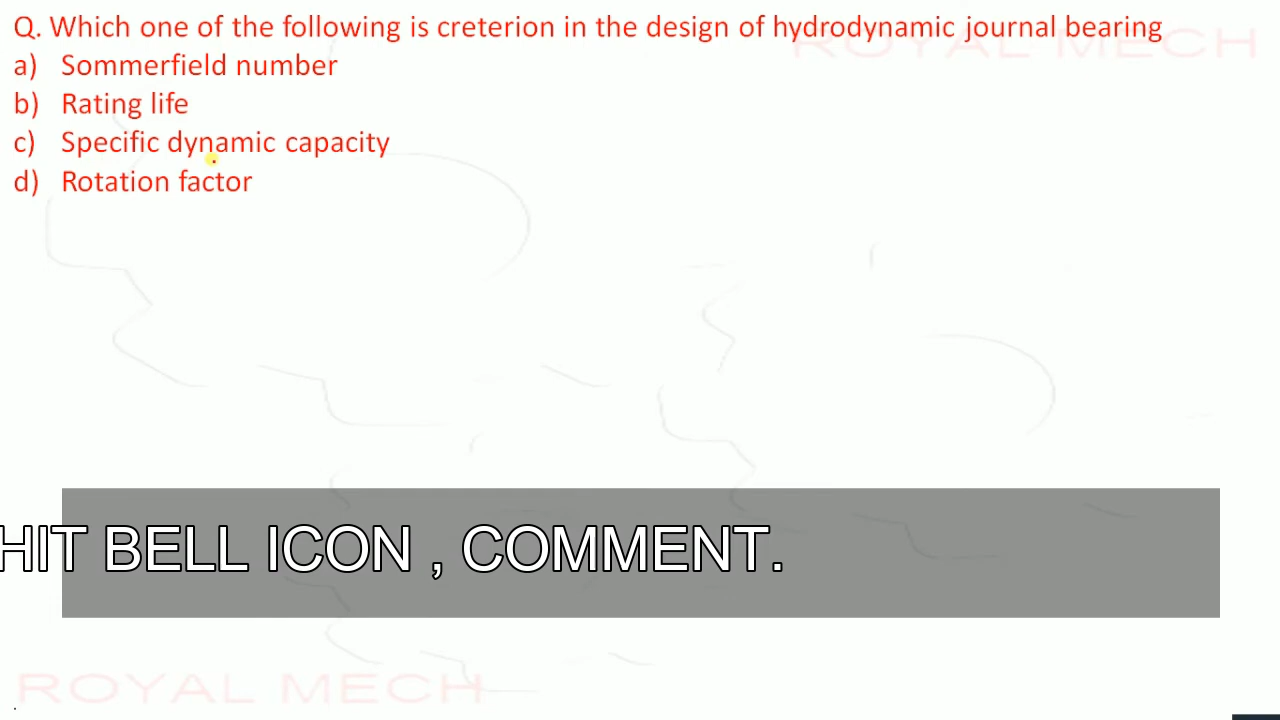 Q. Which one of the following is creterion in the design of hydrodynamic journal bearing
ROYAL MECH
a) Sommerfield number
b) Rating life
c) Specific dynamic capacity
d) Rotation factor
HIT BELL ICON , COMMENT.
ROYAL MECH